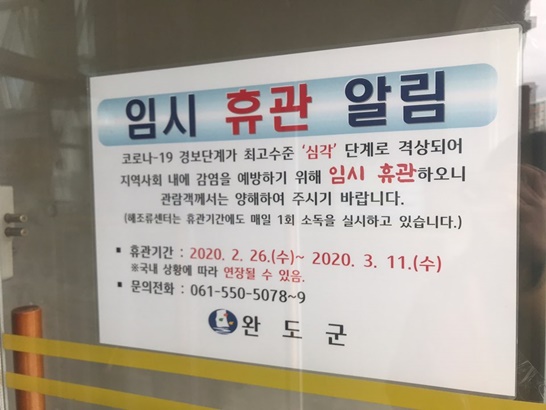 임시 휴관 알림
코로나-19 경보단계가 최고수준 '심각' 단계로 격상되어
지역사회 내에 감염을 예방하기 위해 임시 휴관하오니
관람객께서는 양해하여 주시기 바랍니다.
(해조류센터는 휴관기간에도 매일 1회 소독을 실시하고 있습니다.)
▪ 휴관기간 : 2020. 2. 26.(수)~ 2020. 3. 11.(수)
※국내 상황에 따라 연장될 수 있음.
▪ 문의전화 : 061-550-5078~9
완 도 군